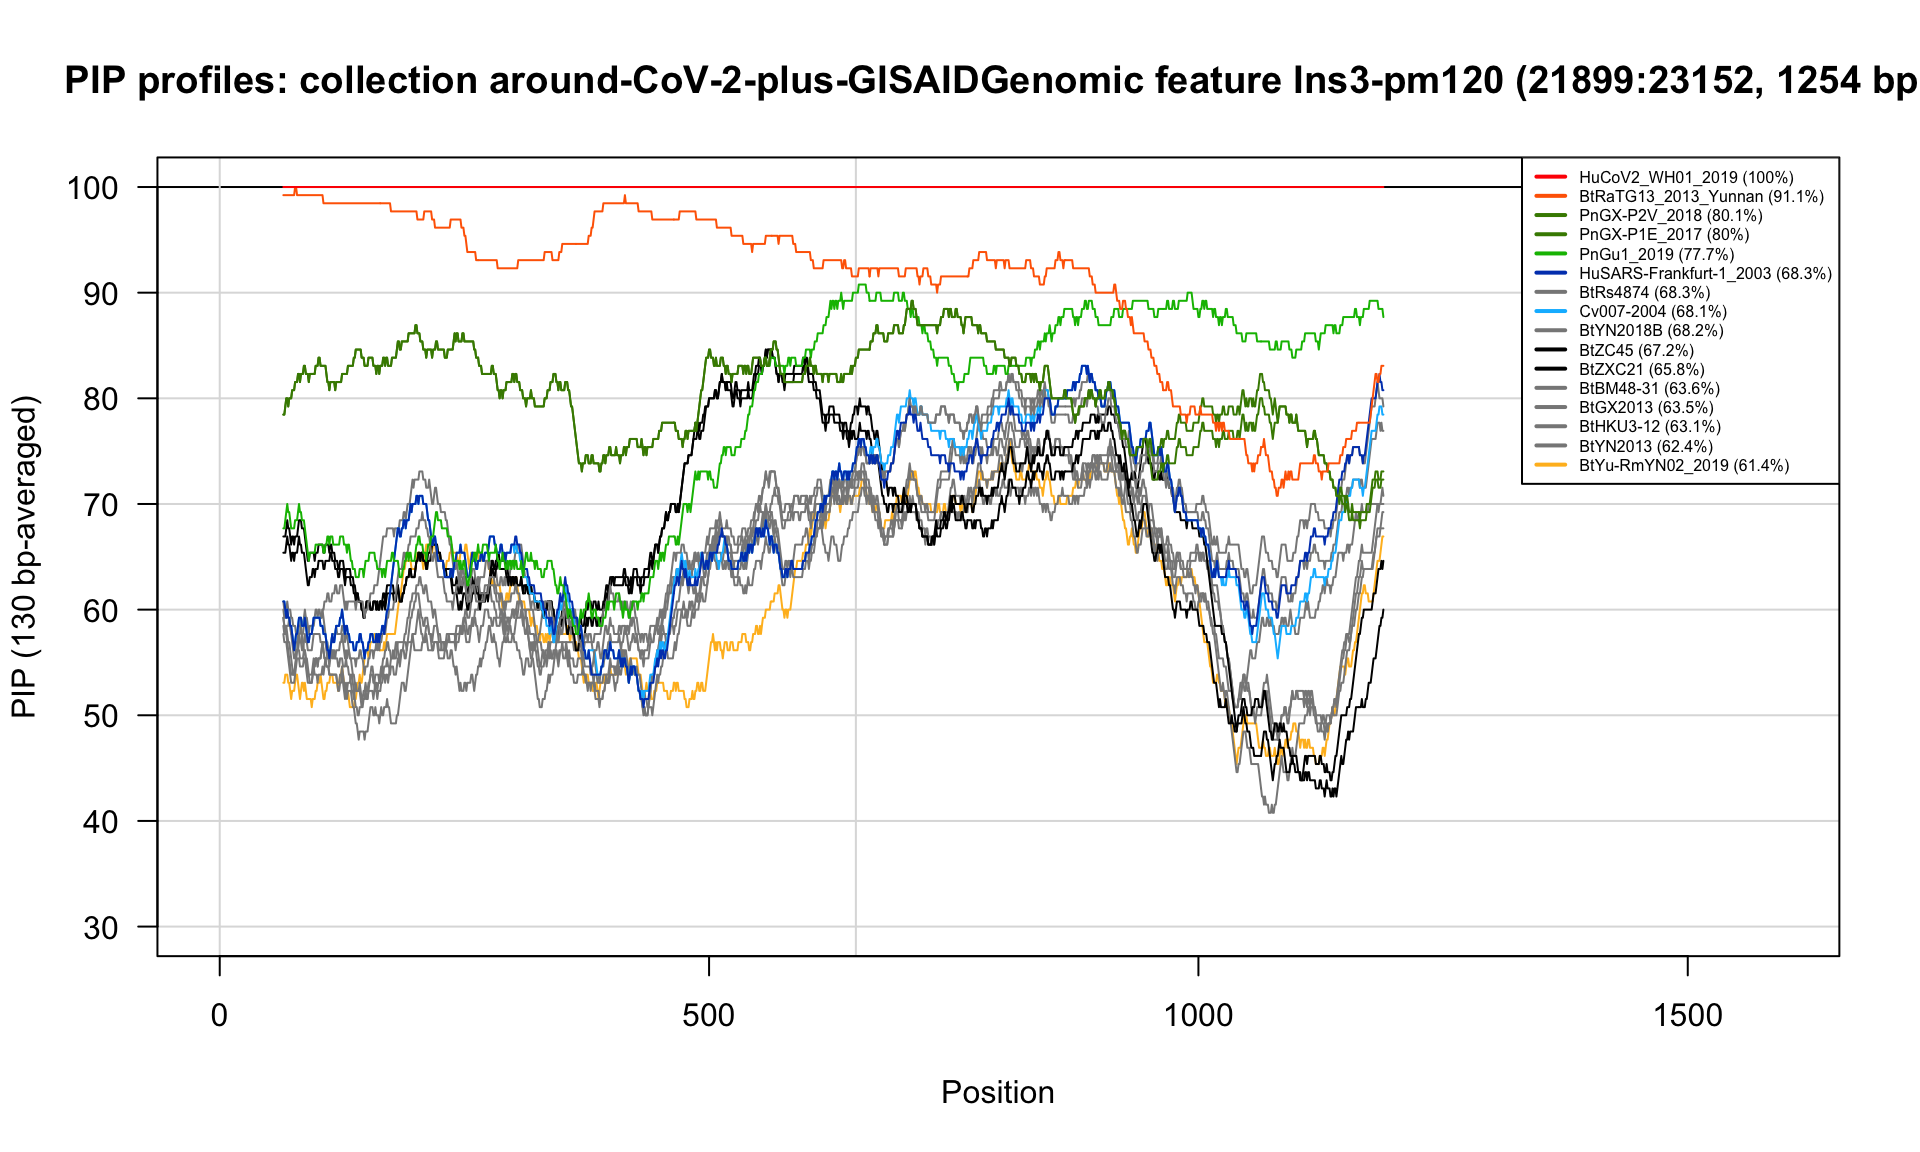 PIP profiles: collection around-CoV-2-plus-GISAIDGenomic feature Ins3-pm120 (21899:23152, 1254 bp
HuCoV2_WH01_2019 (100%)
BtRaTG13_2013_Yunnan (91.1%)
PnGX-P2V_2018 (80.1%)
PnGX-P1E_2017 (80%)
PnGu1_2019 (77.7%)
HuSARS-Frankfurt-1_2003 (68.3%)
BtRs4874 (68.3%)
Cv007-2004 (68.1%)
BtYN2018B (68.2%)
BtZC45 (67.2%)
BtZXC21 (65.8%)
BtBM48-31 (63.6%)
BtGX2013 (63.5%)
BtHKU3-12 (63.1%)
BtYN2013 (62.4%)
BtYu-RmYN02_2019 (61.4%)
PIP (130 bp-averaged)
100
90
80
70
60
50
40
30
0 500 1000 1500
Position